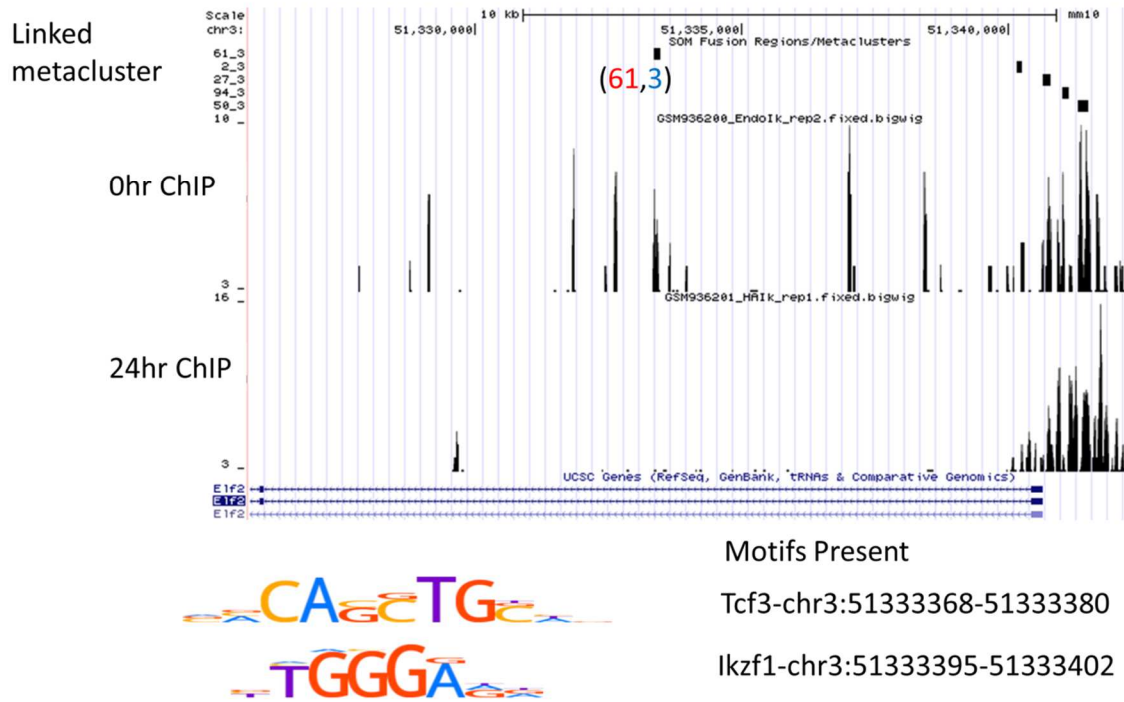 Linked
metacluster
Scale
10 kb
mm10
chr3:
51,330,000
51,335,000
51,340,000
SOM Fusion Regions/Metaclusters
61_3
2_3
27_3
94_3
50_3
(61,3)
10 _
GSM936200_EndoIk_rep2.fixed.bigwig
0hr ChIP
3 _
16 _
GSM936201_HAIk_rep1.fixed.bigwig
24hr ChIP
3 _
UCSC Genes (RefSeq, GenBank, tRNAs & Comparative Genomics)
Elf2
Elf2
Elf2
Motifs Present
CAGCTGC
Tcf3-chr3:51333368-51333380
TGGGA
Ikzf1-chr3:51333395-51333402